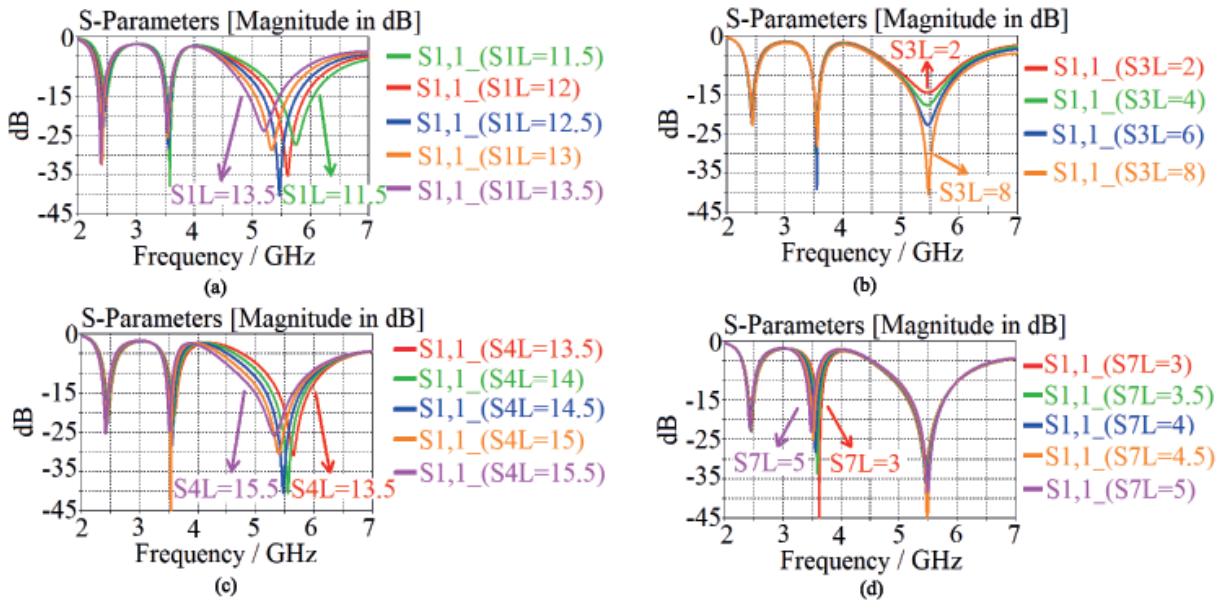 S-Parameters [Magnitude in dB]
0
-15
-25
-35
-45
dB
S1L=13.5
S1L=11.5
2 3 4 5 6 7
Frequency / GHz
S1,1_(S1L=11.5)
S1,1_(S1L=12)
S1,1_(S1L=12.5)
S1,1_(S1L=13)
S1,1_(S1L=13.5)
(a)
S-Parameters [Magnitude in dB]
0
-15
-25
-35
-45
dB
S3L=2
S3L=8
2 3 4 5 6 7
Frequency / GHz
S1,1_(S3L=2)
S1,1_(S3L=4)
S1,1_(S3L=6)
S1,1_(S3L=8)
(b)
S-Parameters [Magnitude in dB]
0
-15
-25
-35
-45
dB
S4L=15.5
S4L=13.5
2 3 4 5 6 7
Frequency / GHz
S1,1_(S4L=13.5)
S1,1_(S4L=14)
S1,1_(S4L=14.5)
S1,1_(S4L=15)
S1,1_(S4L=15.5)
(c)
S-Parameters [Magnitude in dB]
0
-15
-25
-35
-45
dB
S7L=5
S7L=3
2 3 4 5 6 7
Frequency / GHz
S1,1_(S7L=3)
S1,1_(S7L=3.5)
S1,1_(S7L=4)
S1,1_(S7L=4.5)
S1,1_(S7L=5)
(d)